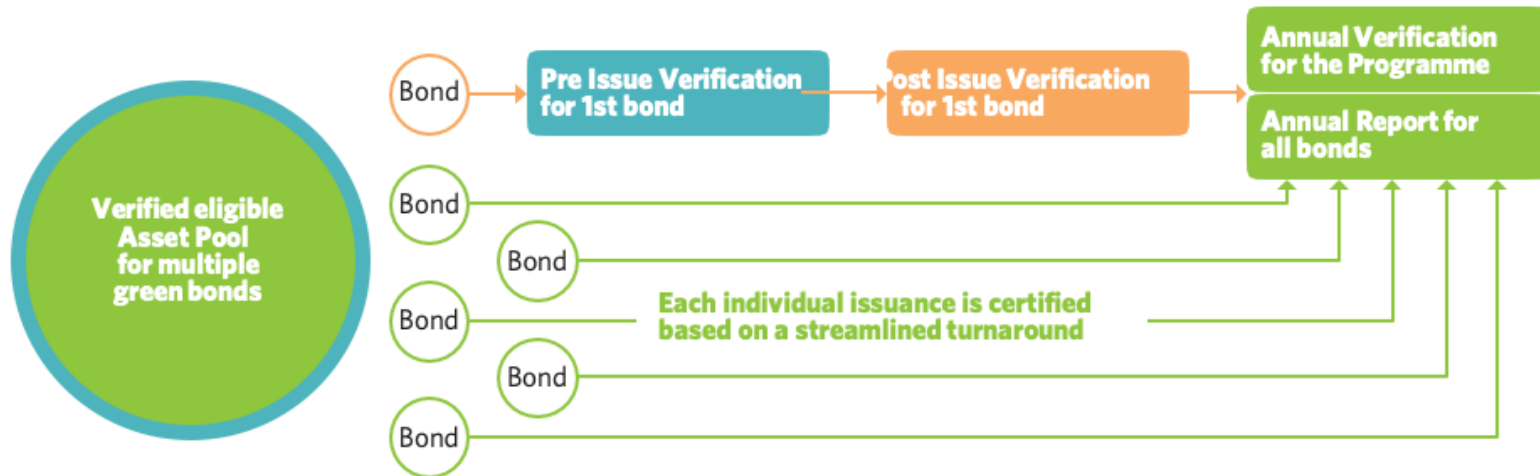 Verified eligible
Asset Pool
for multiple
green bonds
Bond
Pre Issue Verification
for 1st bond
Post Issue Verification
for 1st bond
Annual Verification
for the Programme
Annual Report for
all bonds
Bond
Bond
Bond
Each individual issuance is certified
based on a streamlined turnaround
Bond
Bond